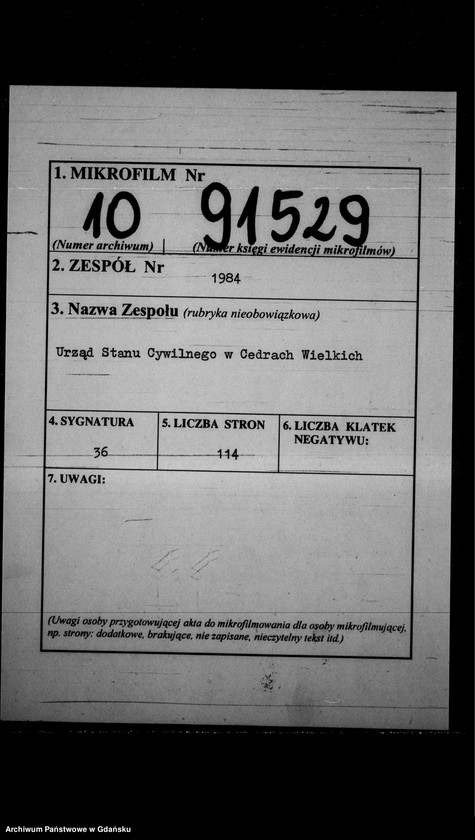 1. MIKROFILM Nr
10 91529
(Numer archiwum) (Numer księgi ewidencji mikrofilmów)
2. ZESPÓŁ Nr
1984
3. Nazwa Zespołu (rubryka nieobowiązkowa)
Urząd Stanu Cywilnego w Cedrach Wielkich
4. SYGNATURA 5. LICZBA STRON 6. LICZBA KLATEK
NEGATYWU:
36 114
7. UWAGI:
(Uwagi osoby przygotowującej akta do mikrofilmowania dla osoby mikrofilmującej,
np. strony: dodatkowe, brakujące, nie zapisane, nieczytelny tekst itd.)
Archiwum Państwowe w Gdańsku